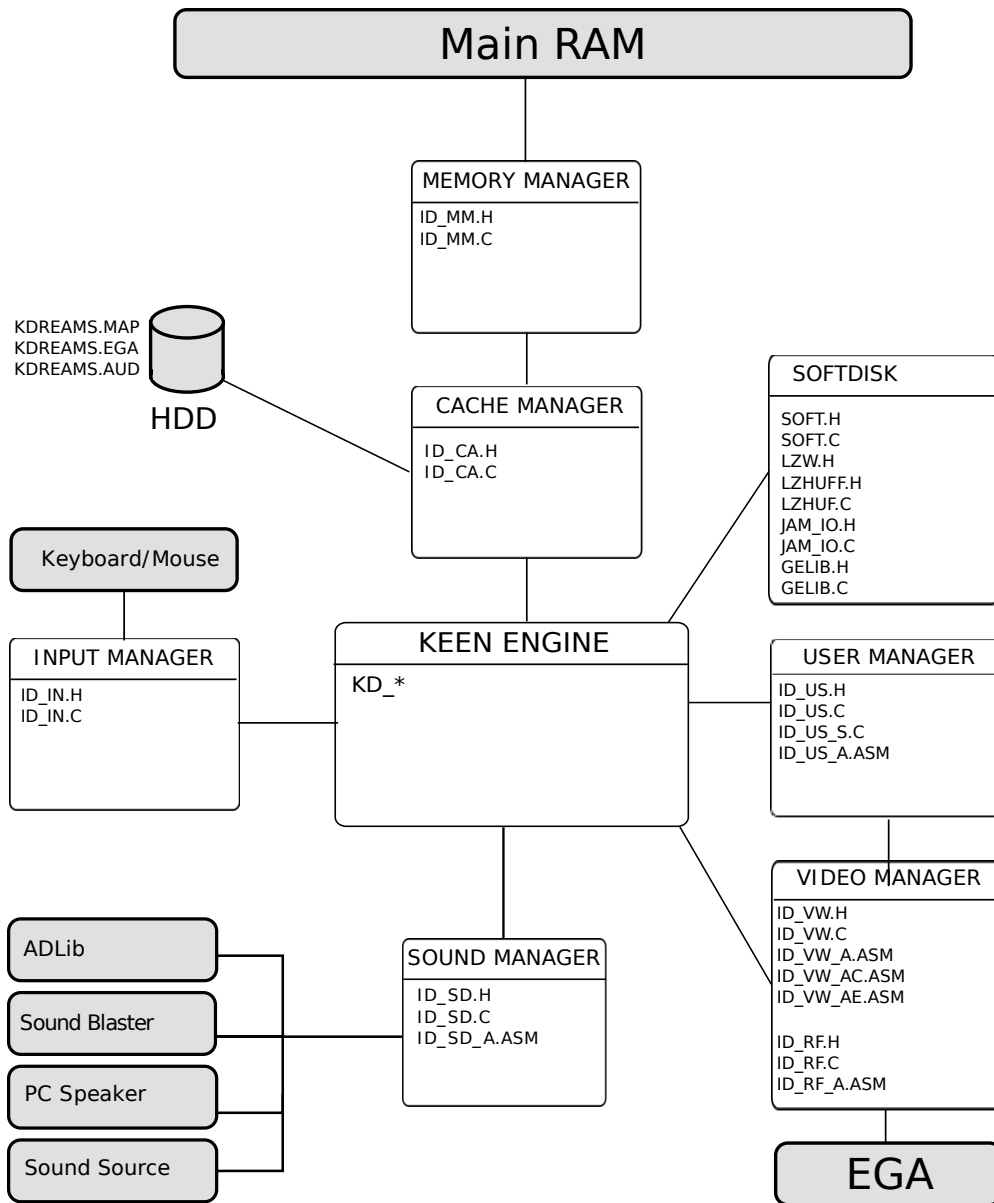 Main RAM
MEMORY MANAGER
ID_MM.H
ID_MM.C
KDREAMS.MAP
KDREAMS.EGA
KDREAMS.AUD
HDD
CACHE MANAGER
ID_CA.H
ID_CA.C
SOFTDISK
SOFT.H
SOFT.C
LZW.H
LZHUFF.H
LZHUF.C
JAM_IO.H
JAM_IO.C
GELIB.H
GELIB.C
Keyboard/Mouse
INPUT MANAGER
ID_IN.H
ID_IN.C
KEEN ENGINE
KD_*
USER MANAGER
ID_US.H
ID_US.C
ID_US_S.C
ID_US_A.ASM
VIDEO MANAGER
ID_VW.H
ID_VW.C
ID_VW_A.ASM
ID_VW_AC.ASM
ID_VW_AE.ASM
ID_RF.H
ID_RF.C
ID_RF_A.ASM
ADLib
Sound Blaster
PC Speaker
Sound Source
SOUND MANAGER
ID_SD.H
ID_SD.C
ID_SD_A.ASM
EGA